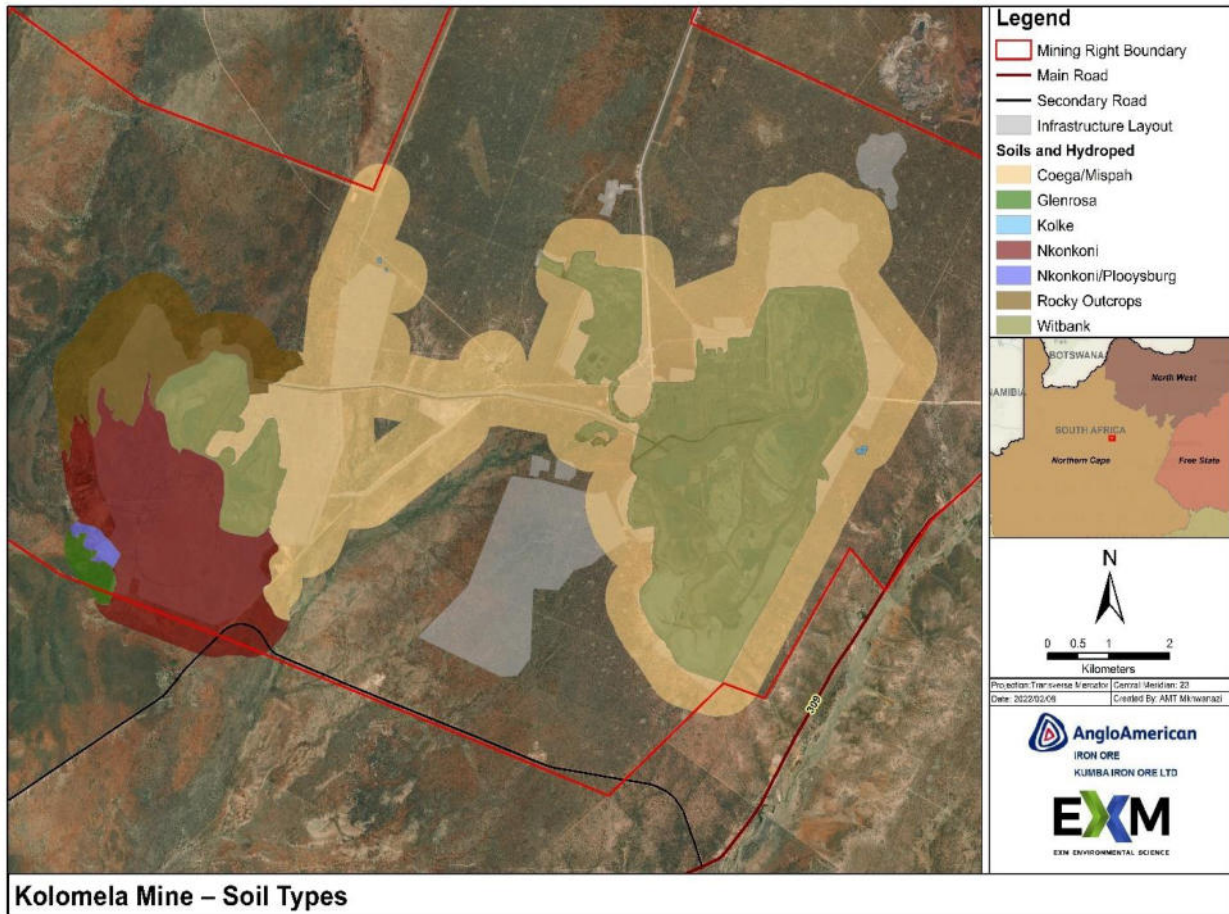 Legend
Mining Right Boundary
Main Road
Secondary Road
Infrastructure Layout
Soils and Hydroped
Coega/Mispah
Glenrosa
Kolke
Nkonkoni
Nkonkoni/Plooysburg
Rocky Outcrops
Witbank
BOTSWANA
NAMIBIA
North West
SOUTH AFRICA
Northern Cape
Free State
N
0 0.5 1 2
Kilometers
Projection: Transverse Mercator Central Meridian: 23
Date: 2022/02/09 Created By: AMT Mknwanazi
AngloAmerican
IRON ORE
KUMBA IRON ORE LTD
EXM
EXM ENVIRONMENTAL SCIENCE
309
Kolomela Mine – Soil Types